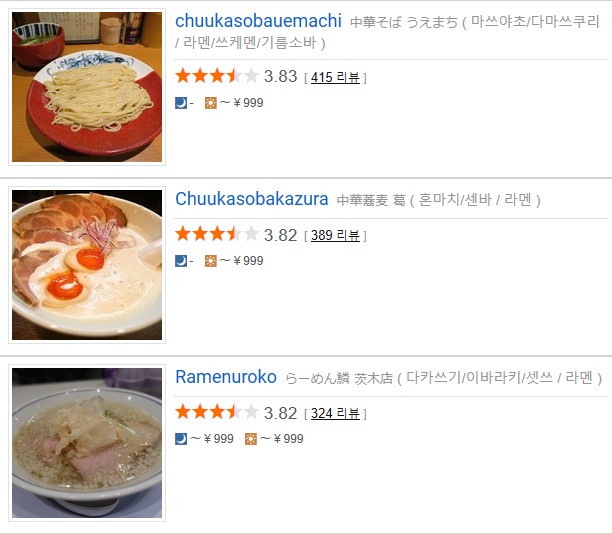 chuukasobauemachi 中華そば うえまち ( 마쓰야초/다마쓰쿠리
/ 라멘/쓰케멘/기름소바 )
3.83 [ 415 리뷰 ]
- ～￥999
Chuukasobakazura 中華蕎麦 葛 ( 혼마치/센바 / 라멘 )
3.82 [ 389 리뷰 ]
- ～￥999
Ramenuroko らーめん鱗 茨木店 ( 다카쓰기/이바라키/셋쓰 / 라멘 )
3.82 [ 324 리뷰 ]
～￥999 ～￥999